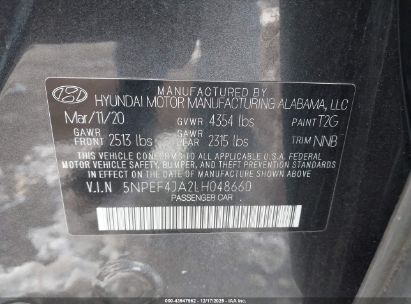 MANUFACTURED BY
HYUNDAI MOTOR MANUFACTURING ALABAMA, LLC
Mar/11/20 GVWR 4354 lbs PAINT T2G
GAWR FRONT 2513 lbs GAWR REAR 2315 lbs TRIM NNB
THIS VEHICLE CONFORMS TO ALL APPLICABLE FEDERAL
MOTOR VEHICLE SAFETY, BUMPER, AND THEFT PREVENTION
STANDARDS IN EFFECT ON THE DATE OF MANUFACTURE SHOWN ABOVE.
V.I.N 5NPEF4JA2LH048660
PASSENGER CAR